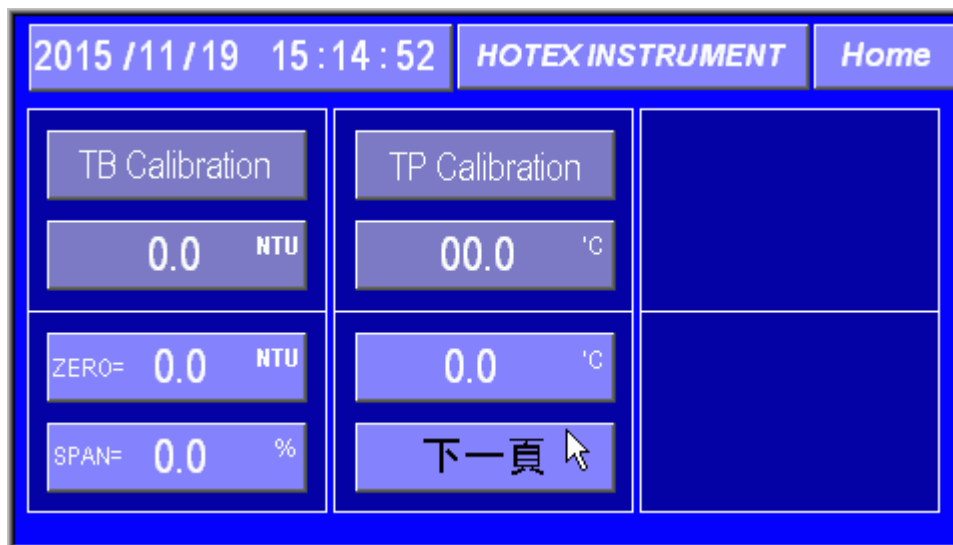 2015 /11/19 15:14:52 HOTEX INSTRUMENT Home
TB Calibration
0.0 NTU
ZERO= 0.0 NTU
SPAN= 0.0 %
TP Calibration
00.0 'C
0.0 'C
下一頁